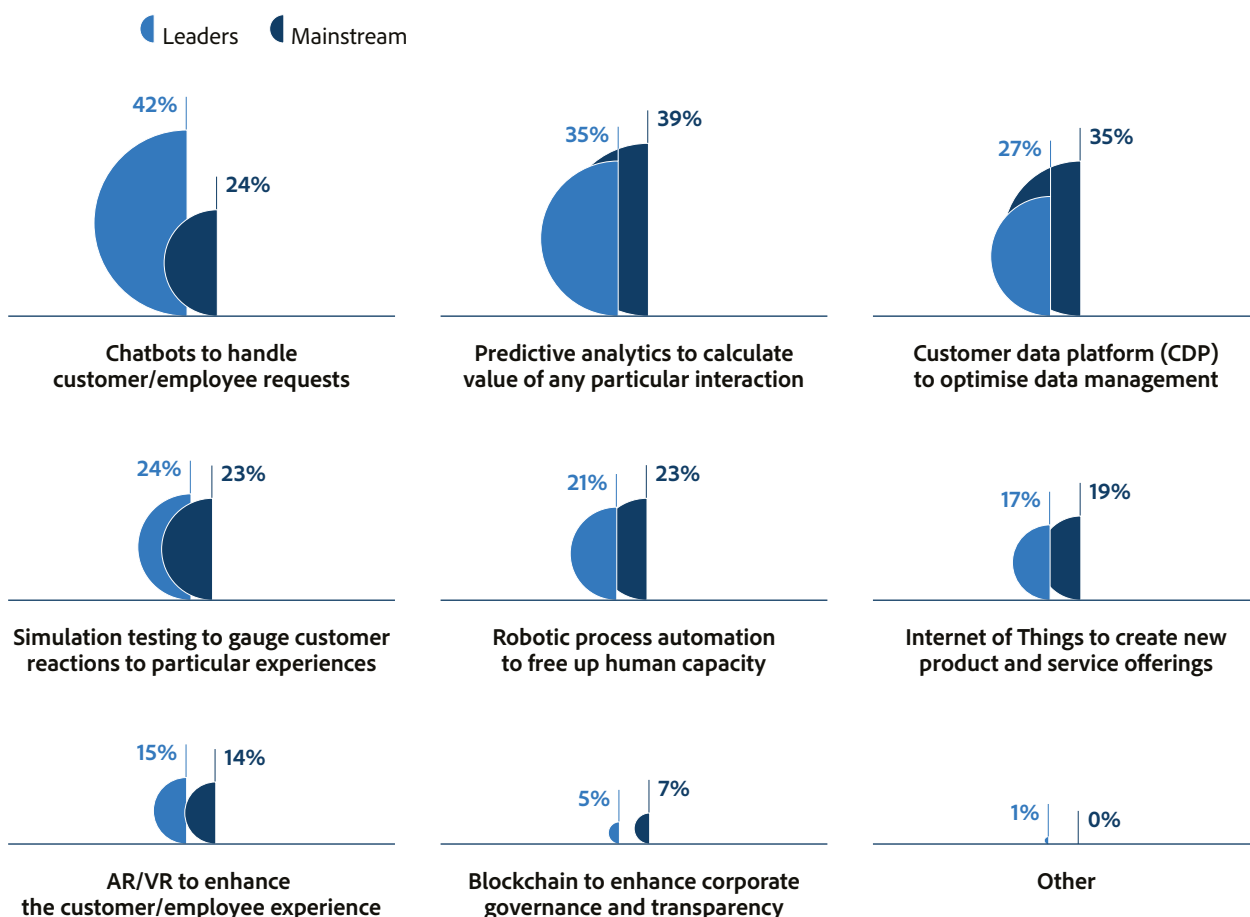 Leaders
Mainstream
42%
24%
Chatbots to handle
customer/employee requests
35%
39%
Predictive analytics to calculate
value of any particular interaction
27%
35%
Customer data platform (CDP)
to optimise data management
24%
23%
Simulation testing to gauge customer
reactions to particular experiences
21%
23%
Robotic process automation
to free up human capacity
17%
19%
Internet of Things to create new
product and service offerings
15%
14%
AR/VR to enhance
the customer/employee experience
5%
7%
Blockchain to enhance corporate
governance and transparency
1%
0%
Other